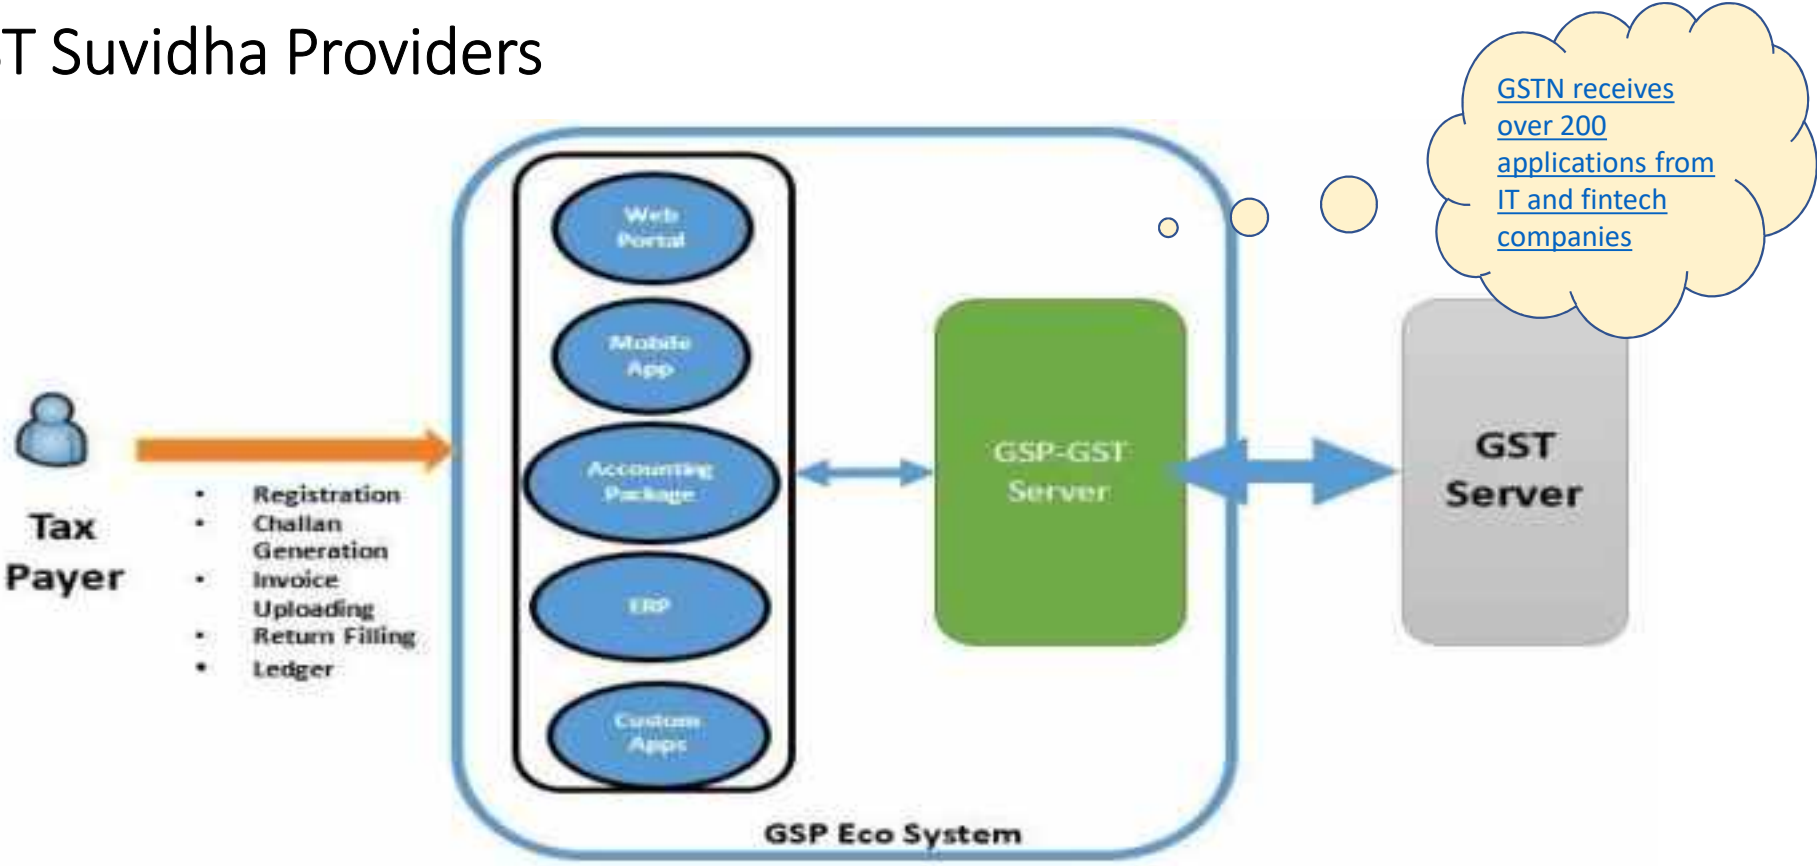 T Suvidha Providers
GSTN receives
over 200
applications from
IT and fintech
companies
Web
Portal
Mobile
App
Accounting
Package
ERP
Custom
Apps
GSP-GST
Server
GST
Server
Tax
Payer
• Registration
• Challan
Generation
• Invoice
Uploading
• Return Filling
• Ledger
GSP Eco System